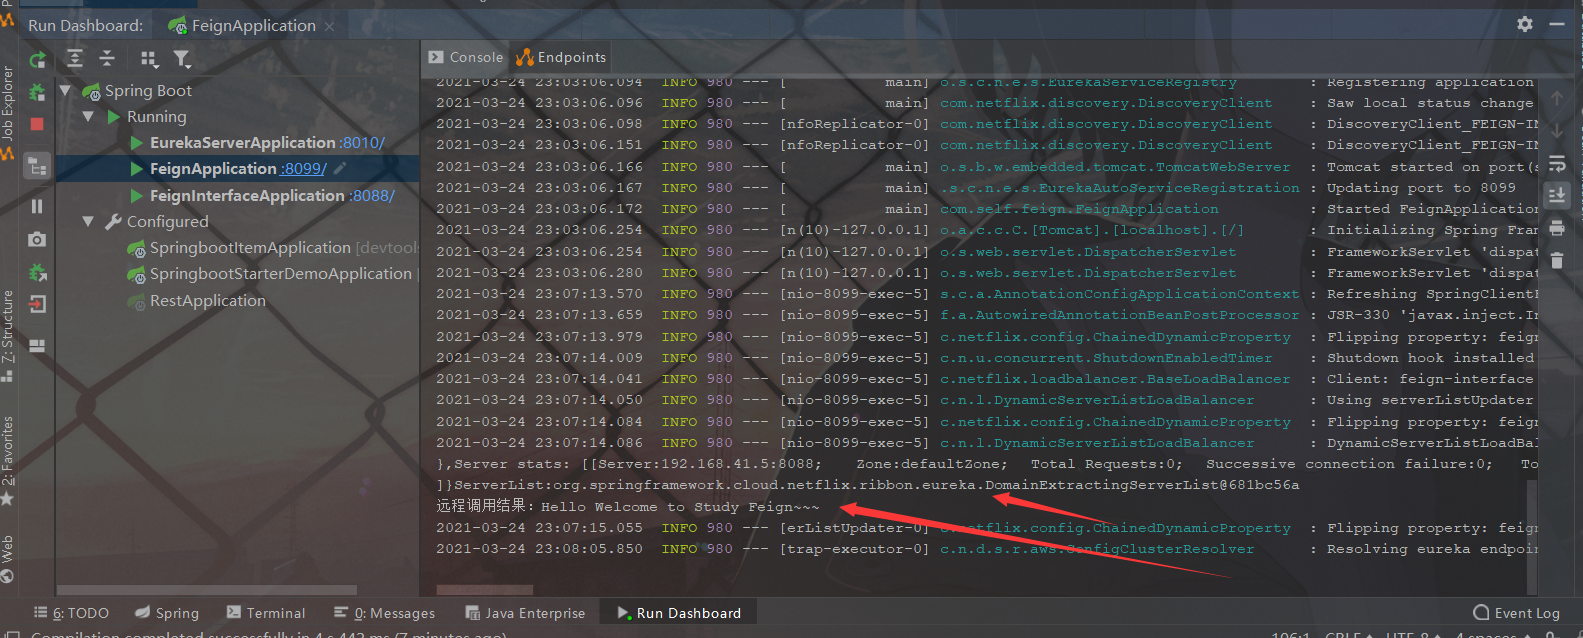 Run Dashboard: FeignApplication
Console Endpoints
Job Explorer
Z: Structure
2: Favorites
Web
Spring Boot
Running
EurekaServerApplication :8010/
FeignApplication :8099/
FeignInterfaceApplication :8088/
Configured
SpringbootItemApplication [devtool
SpringbootStarterDemoApplication [
RestApplication
2021-03-24 23:03:06.094 INFO 980 --- [ main] o.s.c.n.e.s.EurekaServiceRegistry : Registering application
2021-03-24 23:03:06.096 INFO 980 --- [ main] com.netflix.discovery.DiscoveryClient : Saw local status change
2021-03-24 23:03:06.098 INFO 980 --- [nfoReplicator-0] com.netflix.discovery.DiscoveryClient : DiscoveryClient_FEIGN-IN
2021-03-24 23:03:06.151 INFO 980 --- [nfoReplicator-0] com.netflix.discovery.DiscoveryClient : DiscoveryClient_FEIGN-IN
2021-03-24 23:03:06.166 INFO 980 --- [ main] o.s.b.w.embedded.tomcat.TomcatWebServer : Tomcat started on port(s
2021-03-24 23:03:06.167 INFO 980 --- [ main] .s.c.n.e.s.EurekaAutoServiceRegistration : Updating port to 8099
2021-03-24 23:03:06.172 INFO 980 --- [ main] com.self.feign.FeignApplication : Started FeignApplication
2021-03-24 23:03:06.254 INFO 980 --- [n(10)-127.0.0.1] o.a.c.c.C.[Tomcat].[localhost].[/] : Initializing Spring Fram
2021-03-24 23:03:06.254 INFO 980 --- [n(10)-127.0.0.1] o.s.web.servlet.DispatcherServlet : FrameworkServlet 'dispat
2021-03-24 23:03:06.280 INFO 980 --- [n(10)-127.0.0.1] o.s.web.servlet.DispatcherServlet : FrameworkServlet 'dispat
2021-03-24 23:07:13.570 INFO 980 --- [nio-8099-exec-5] s.c.a.AnnotationConfigApplicationContext : Refreshing SpringClientF
2021-03-24 23:07:13.659 INFO 980 --- [nio-8099-exec-5] f.a.AutowiredAnnotationBeanPostProcessor : JSR-330 'javax.inject.In
2021-03-24 23:07:13.979 INFO 980 --- [nio-8099-exec-5] c.netflix.config.ChainedDynamicProperty : Flipping property: feign
2021-03-24 23:07:14.009 INFO 980 --- [nio-8099-exec-5] c.n.u.concurrent.ShutdownEnabledTimer : Shutdown hook installed
2021-03-24 23:07:14.041 INFO 980 --- [nio-8099-exec-5] c.netflix.loadbalancer.BaseLoadBalancer : Client: feign-interface
2021-03-24 23:07:14.050 INFO 980 --- [nio-8099-exec-5] c.n.l.DynamicServerListLoadBalancer : Using serverListUpdater
2021-03-24 23:07:14.084 INFO 980 --- [nio-8099-exec-5] c.netflix.config.ChainedDynamicProperty : Flipping property: feign
2021-03-24 23:07:14.086 INFO 980 --- [nio-8099-exec-5] c.n.l.DynamicServerListLoadBalancer : DynamicServerListLoadBal
},Server stats: [[Server:192.168.41.5:8088; Zone:defaultZone; Total Requests:0; Successive connection failure:0; To
]}ServerList:org.springframework.cloud.netflix.ribbon.eureka.DomainExtractingServerList@681bc56a
远程调用结果：Hello Welcome to Study Feign~~~
2021-03-24 23:07:15.055 INFO 980 --- [erListUpdater-0] c.netflix.config.ChainedDynamicProperty : Flipping property: feign
2021-03-24 23:08:05.850 INFO 980 --- [trap-executor-0] c.n.d.s.r.aws.ConfigClusterResolver : Resolving eureka endpoin
6: TODO Spring Terminal 0: Messages Java Enterprise Run Dashboard Event Log
Compilation completed successfully in 4 s 442 ms (7 minutes ago) 106:1 CRLF UTF-8 4 spaces